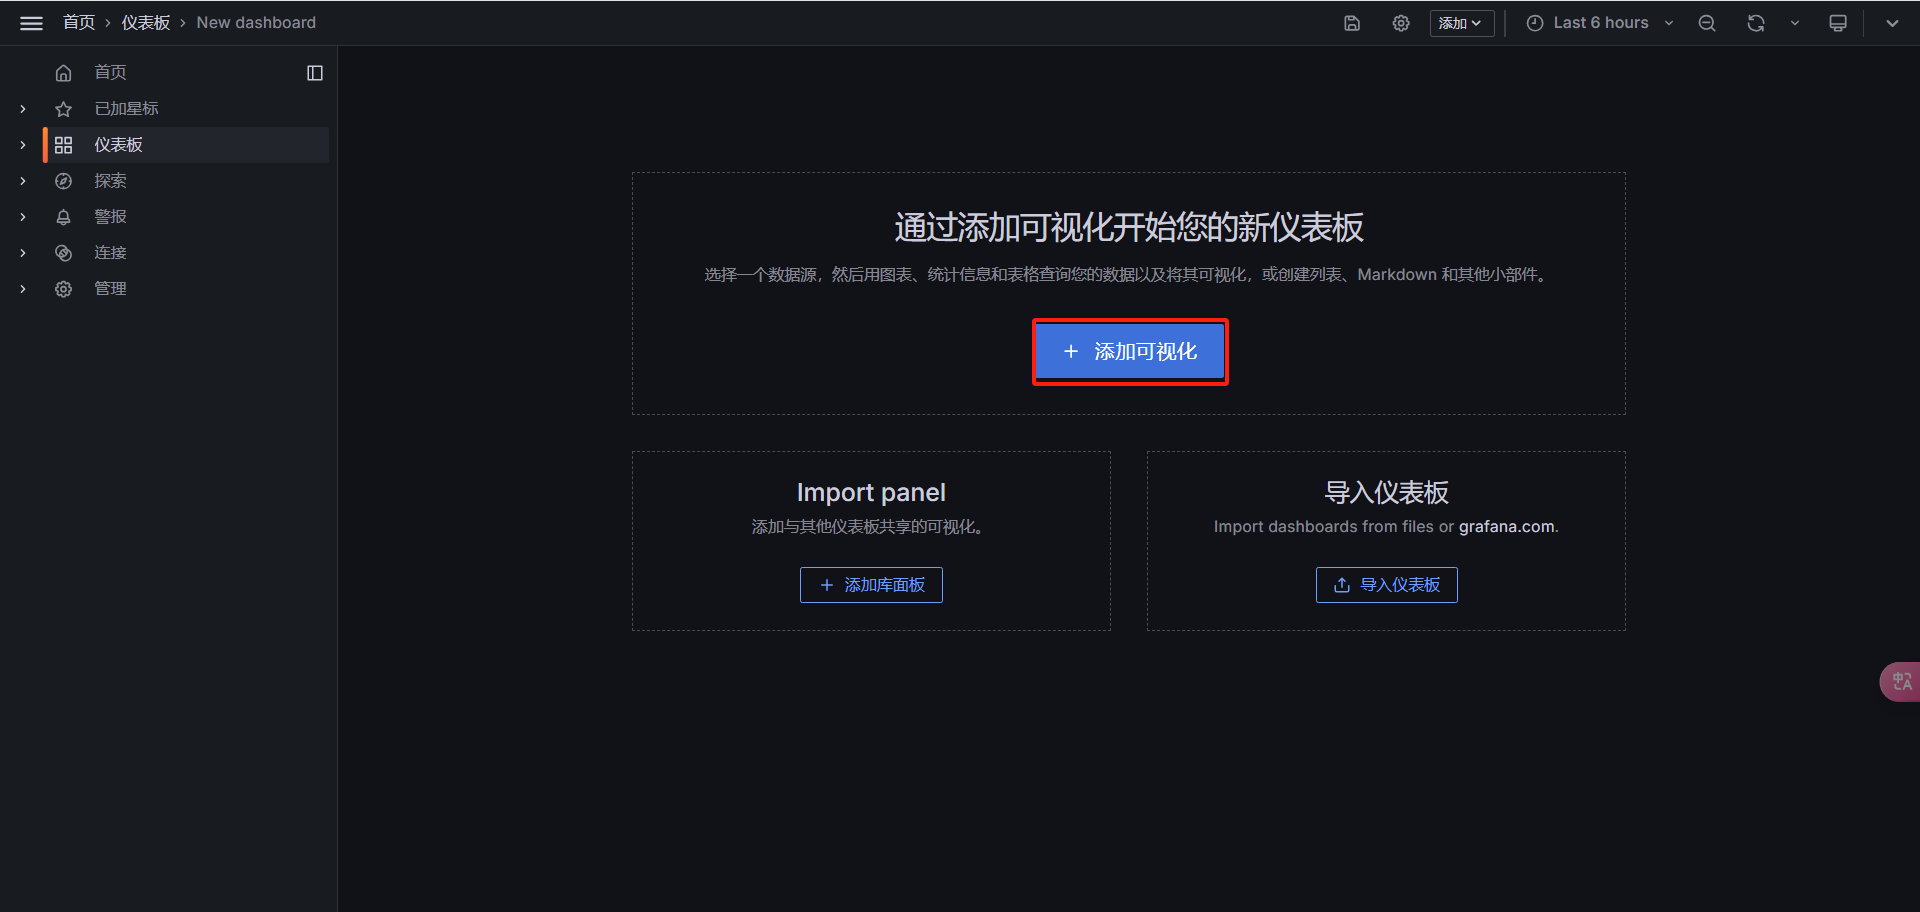 首页 › 仪表板 › New dashboard
添加
Last 6 hours
首页
已加星标
仪表板
探索
警报
连接
管理
通过添加可视化开始您的新仪表板
选择一个数据源，然后用图表、统计信息和表格查询您的数据以及将其可视化，或创建列表、Markdown 和其他小部件。
+ 添加可视化
Import panel
添加与其他仪表板共享的可视化。
+ 添加库面板
导入仪表板
Import dashboards from files or grafana.com.
导入仪表板
中A